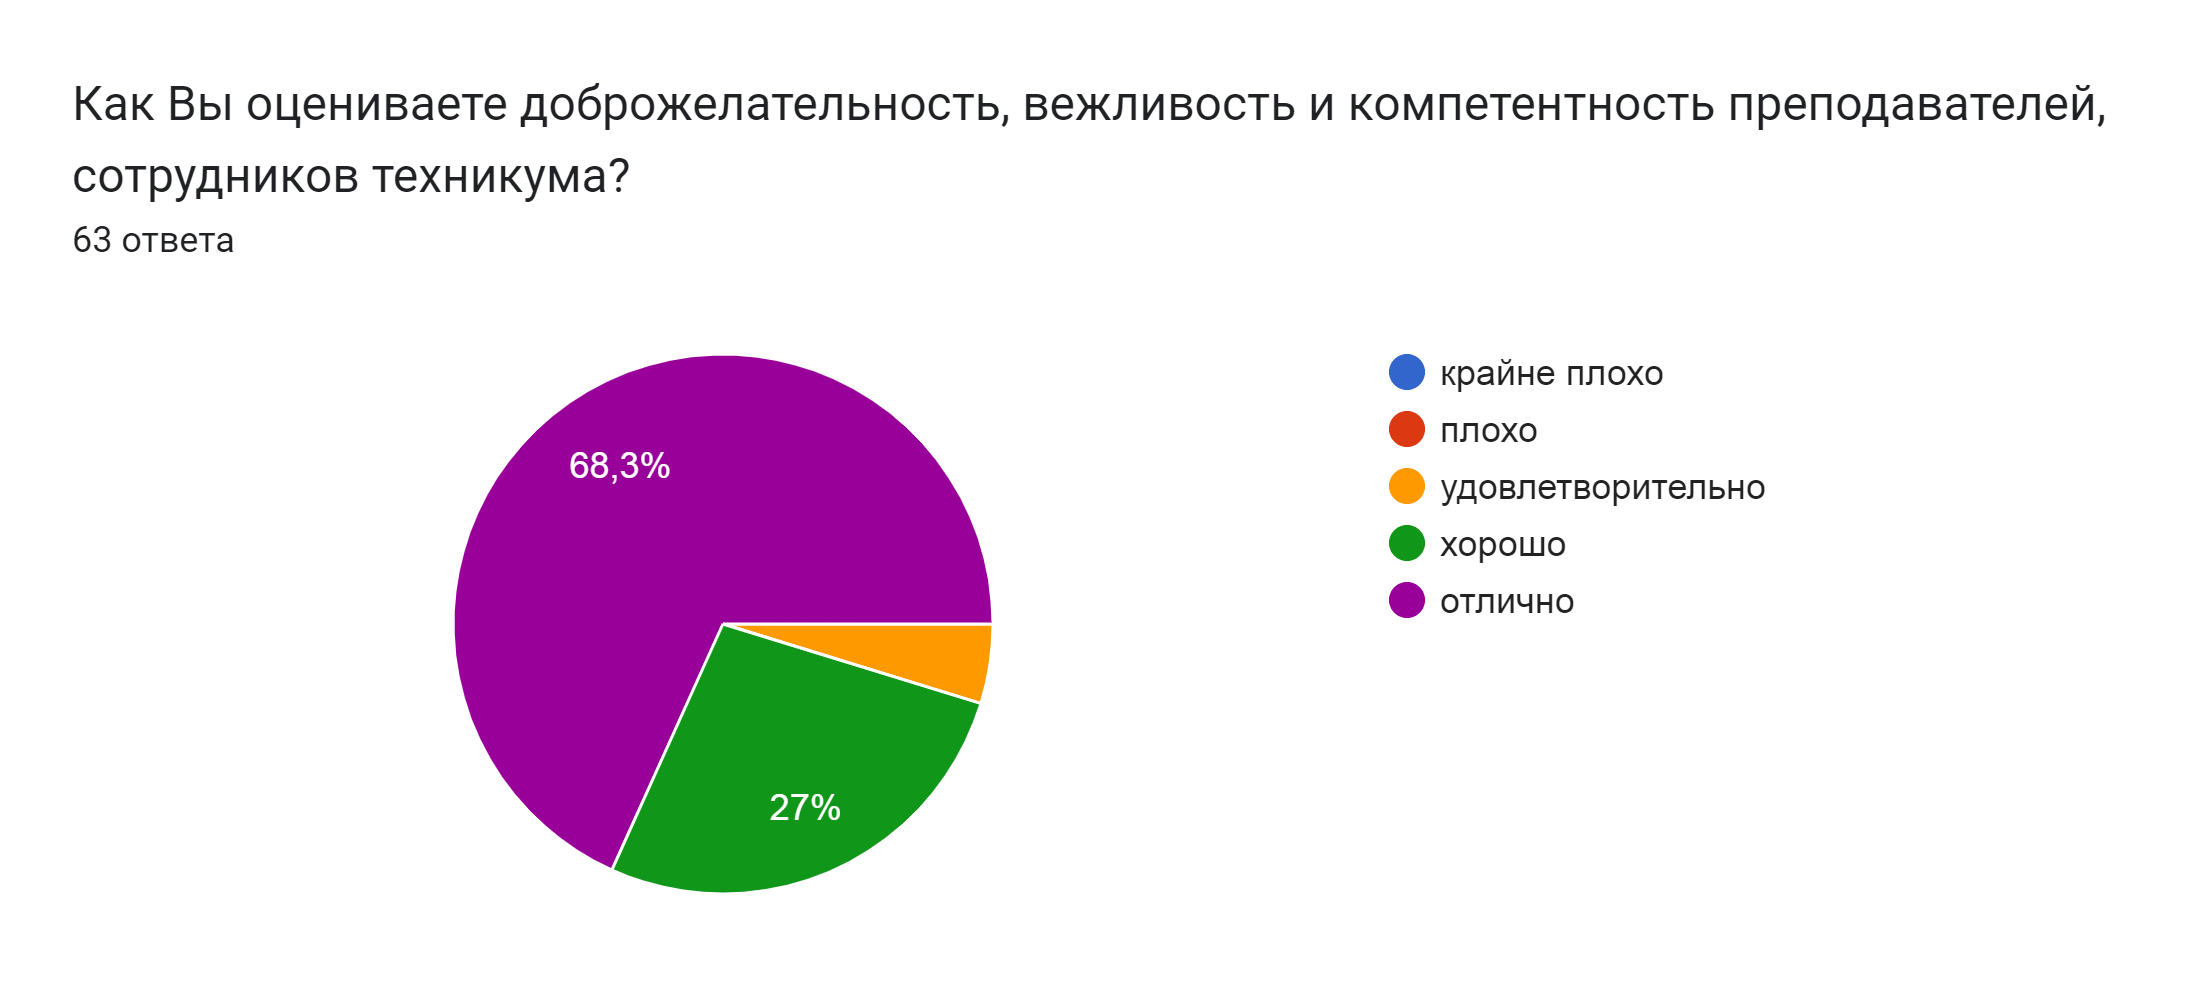 Как Вы оцениваете доброжелательность, вежливость и компетентность преподавателей,
сотрудников техникума?
63 ответа
68,3%
27%
крайне плохо
плохо
удовлетворительно
хорошо
отлично